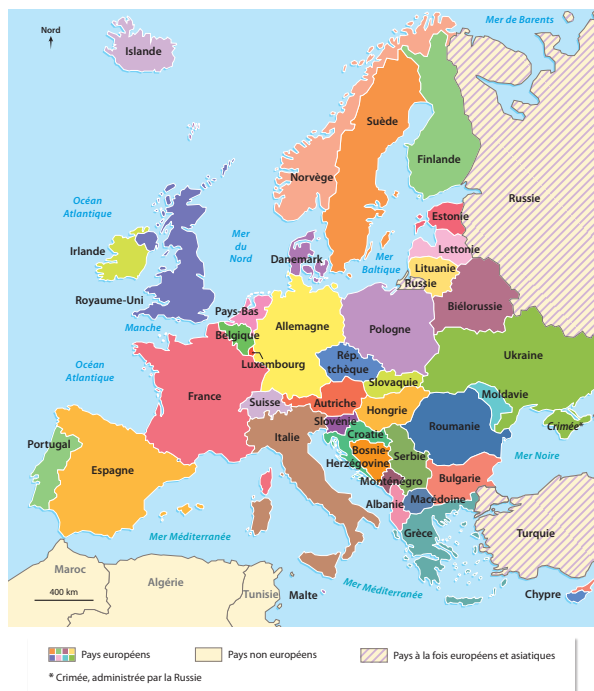 Nord
Mer de Barents
Islande
Suède
Finlande
Norvège
Russie
Océan
Atlantique
Estonie
Mer
du
Nord
Lettonie
Irlande
Danemark
Mer
Baltique
Lituanie
Russie
Royaume-Uni
Biélorussie
Pays-Bas
Manche
Belgique
Allemagne
Pologne
Océan
Atlantique
Luxembourg
Rép.
tchèque
Ukraine
Slovaquie
France
Suisse
Autriche
Hongrie
Moldavie
Slovénie
Italie
Croatie
Roumanie
Crimée*
Portugal
Espagne
Bosnie-
Herzégovine
Serbie
Mer Noire
Monténégro
Bulgarie
Albanie
Macédoine
Mer Méditerranée
Grèce
Turquie
Maroc
Algérie
Tunisie
Malte
Mer Méditerranée
Chypre
400 km
Pays européens
Pays non européens
Pays à la fois européens et asiatiques
* Crimée, administrée par la Russie